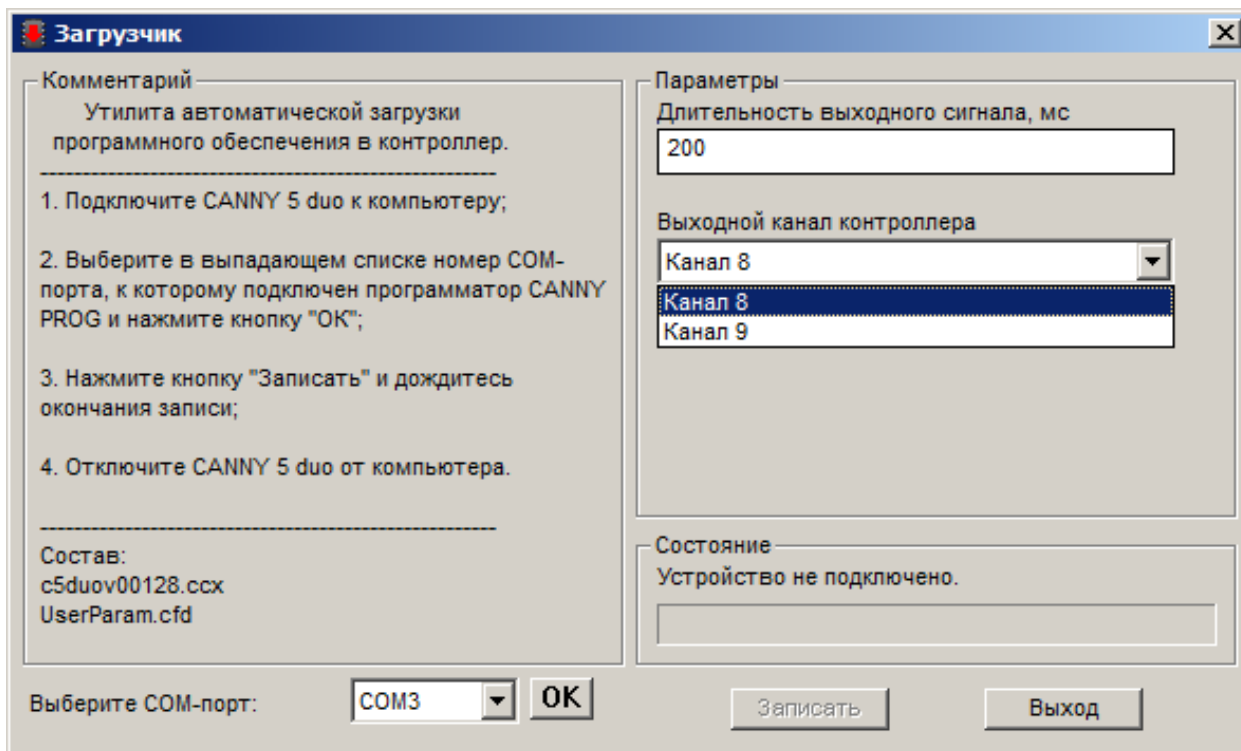 Загрузчик
Комментарий
Утилита автоматической загрузки
программного обеспечения в контроллер.
----------------------------------------------------
1. Подключите CANNY 5 duo к компьютеру;
2. Выберите в выпадающем списке номер COM-
порта, к которому подключен программатор CANNY
PROG и нажмите кнопку "ОК";
3. Нажмите кнопку "Записать" и дождитесь
окончания записи;
4. Отключите CANNY 5 duo от компьютера.
----------------------------------------------------
Состав:
c5duov00128.ccx
UserParam.cfd
Выберите COM-порт:
COM3
OK
Параметры
Длительность выходного сигнала, мс
200
Выходной канал контроллера
Канал 8
Канал 8
Канал 9
Состояние
Устройство не подключено.
Записать
Выход